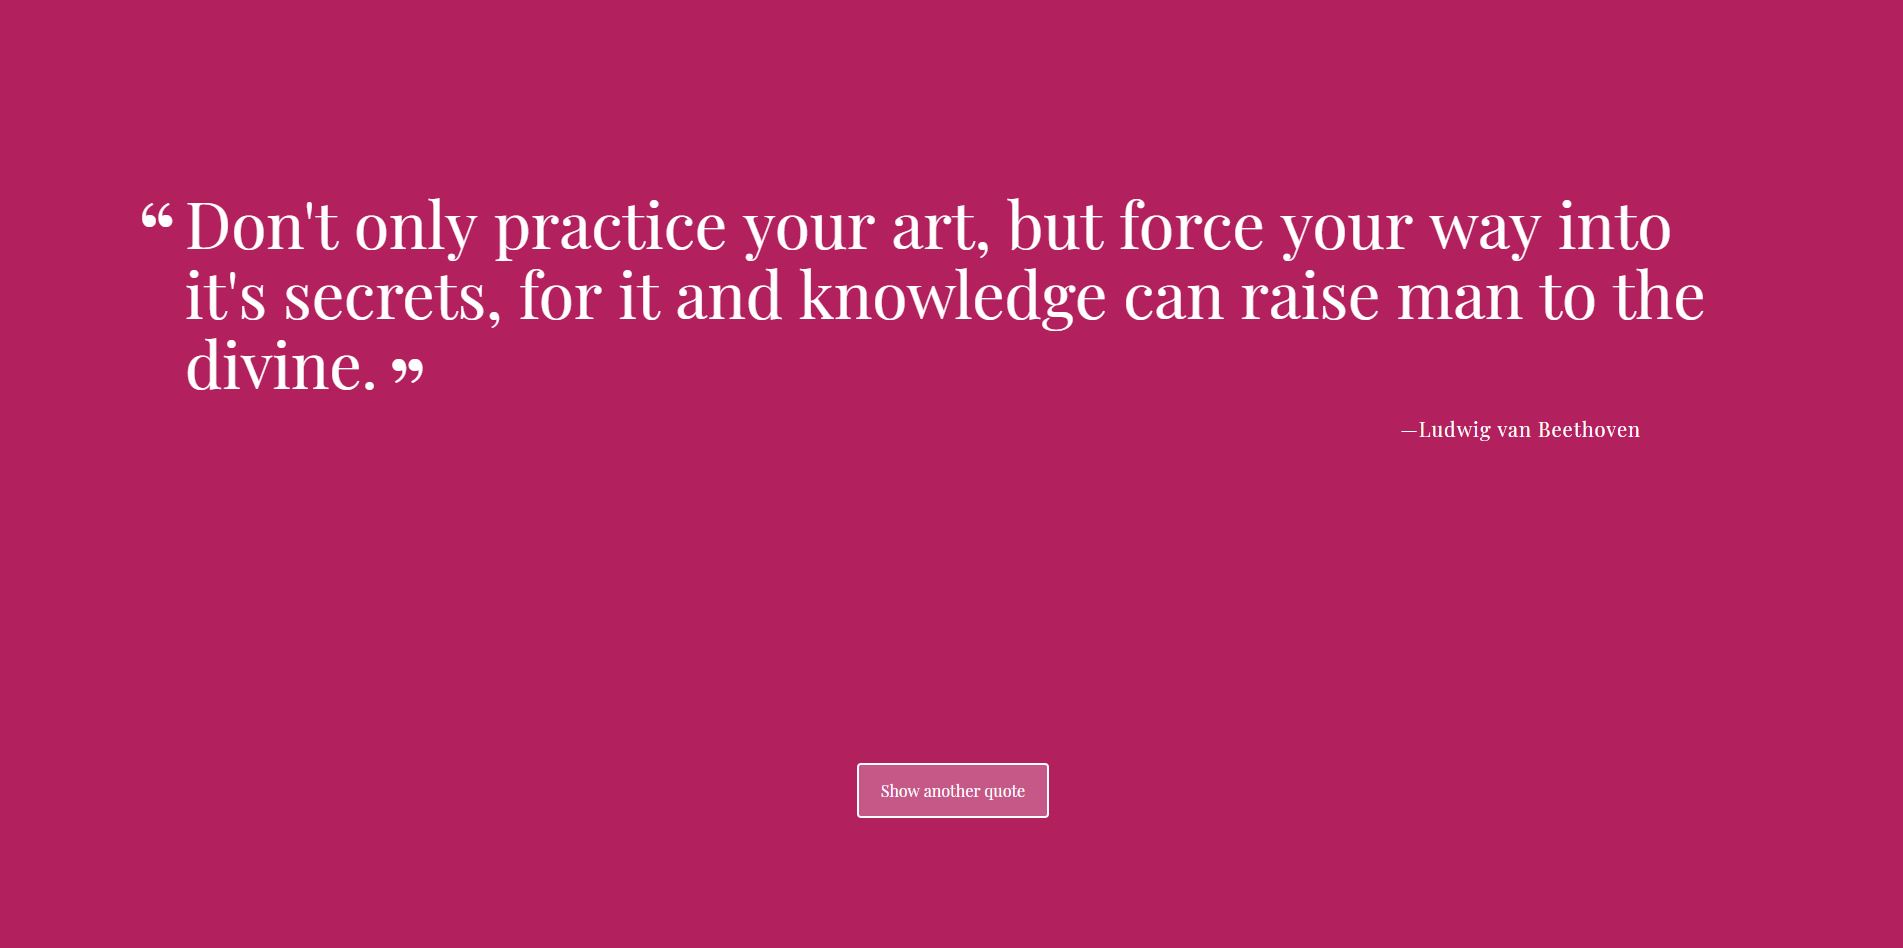 ❝ Don't only practice your art, but force your way into
it's secrets, for it and knowledge can raise man to the
divine. ❞
—Ludwig van Beethoven
Show another quote